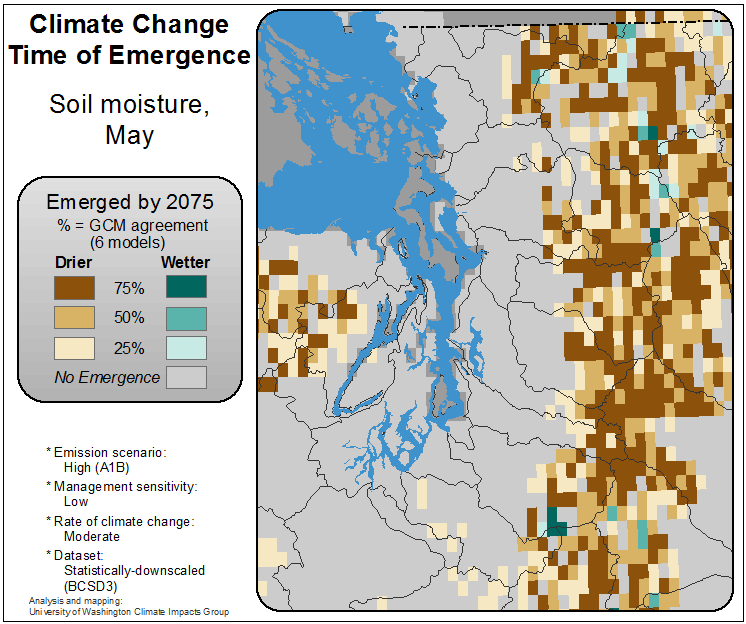 Climate Change
Time of Emergence
Soil moisture,
May
Emerged by 2075
% = GCM agreement
(6 models)
Drier Wetter
75%
50%
25%
No Emergence
* Emission scenario:
High (A1B)
* Management sensitivity:
Low
* Rate of climate change:
Moderate
* Dataset:
Statistically-downscaled
(BCSD3)
Analysis and mapping:
University of Washington Climate Impacts Group